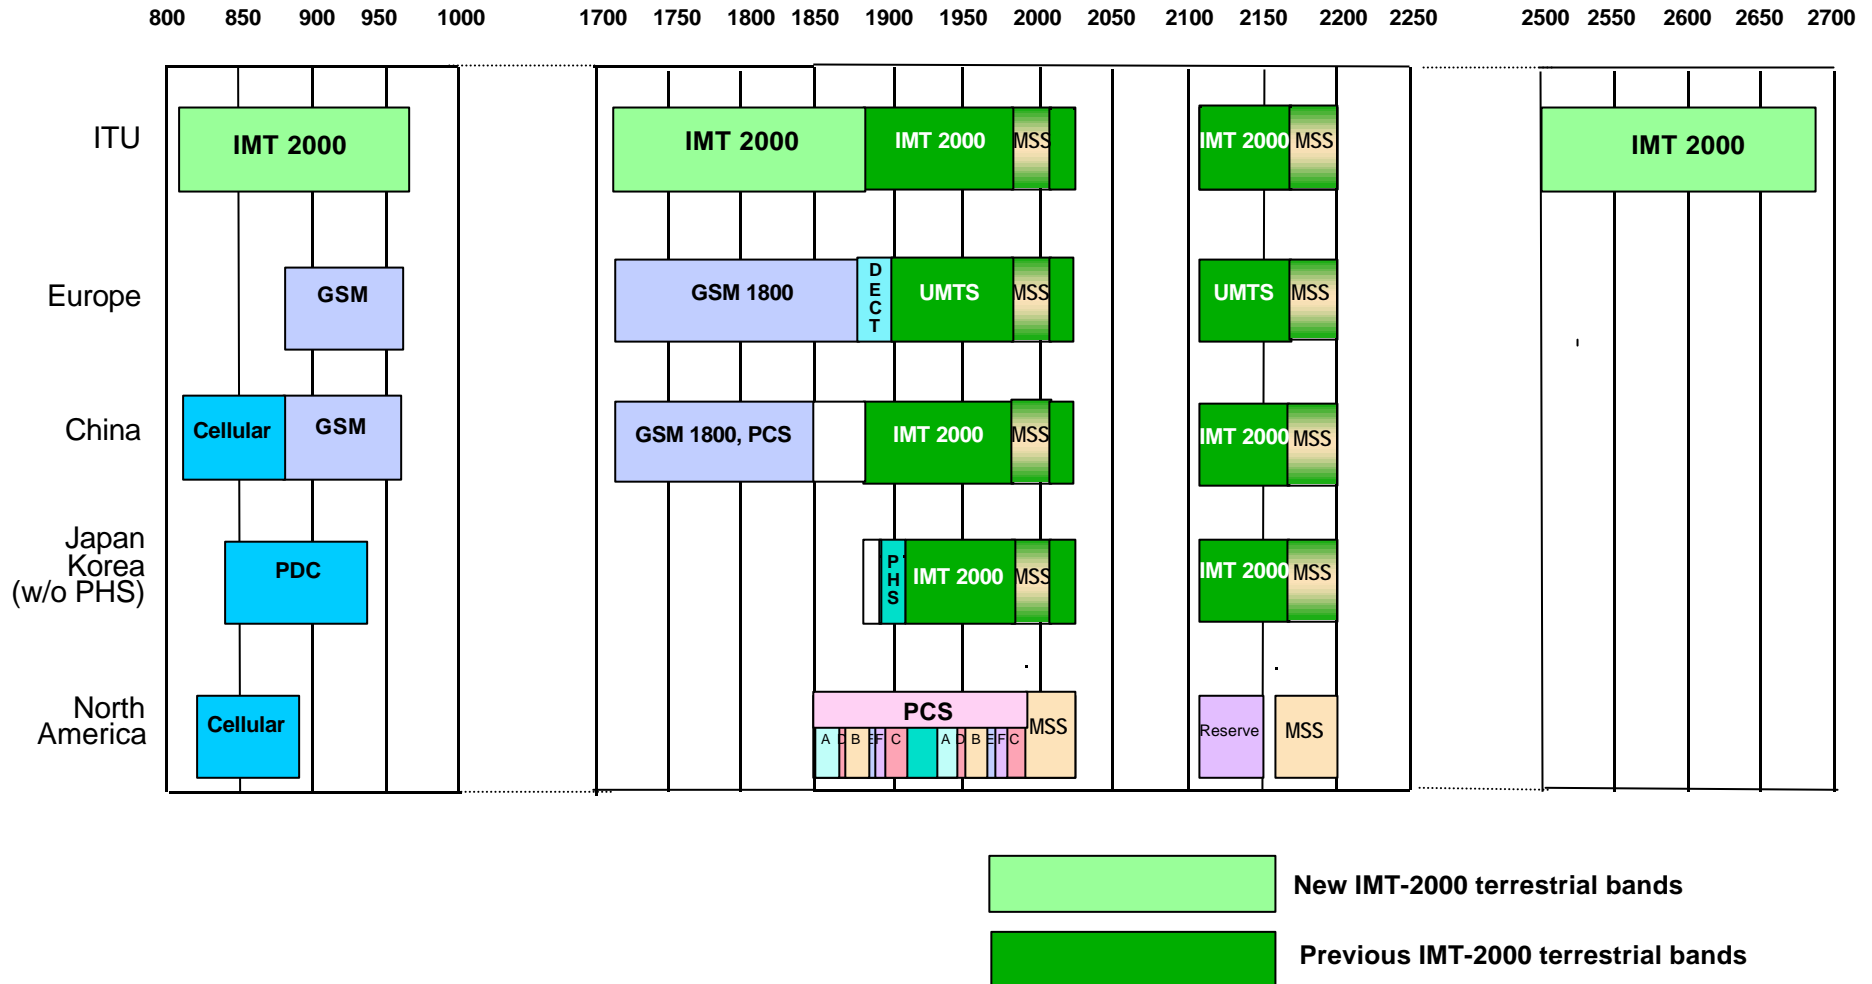 800 850 900 950 1000 1700 1750 1800 1850 1900 1950 2000 2050 2100 2150 2200 2250 2500 2550 2600 2650 2700
ITU
IMT 2000
IMT 2000
IMT 2000
MSS
IMT 2000
MSS
IMT 2000
Europe
GSM
GSM 1800
D
E
C
T
UMTS
MSS
UMTS
MSS
China
Cellular
GSM
GSM 1800, PCS
IMT 2000
MSS
IMT 2000
MSS
Japan
Korea
(w/o PHS)
PDC
P
H
S
IMT 2000
MSS
IMT 2000
MSS
North
America
Cellular
PCS
A D B E F C A D B E F C
MSS
Reserve
MSS
New IMT-2000 terrestrial bands
Previous IMT-2000 terrestrial bands